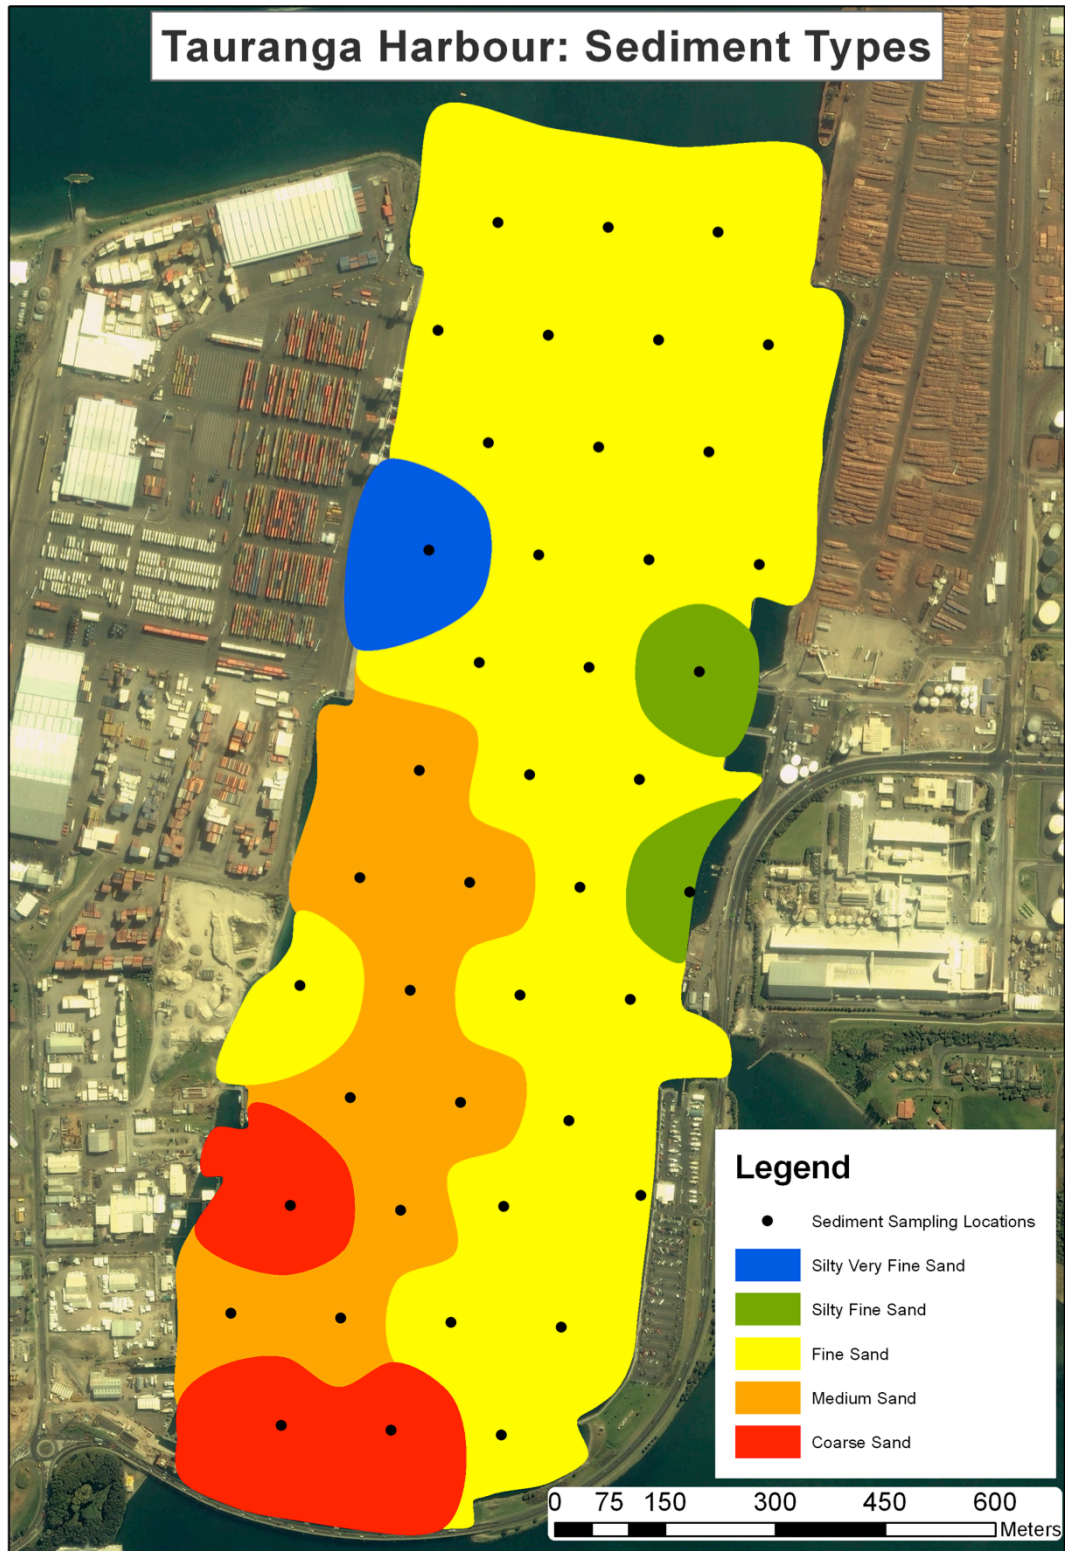 Tauranga Harbour: Sediment Types
Legend
Sediment Sampling Locations
Silty Very Fine Sand
Silty Fine Sand
Fine Sand
Medium Sand
Coarse Sand
0 75 150 300 450 600
Meters